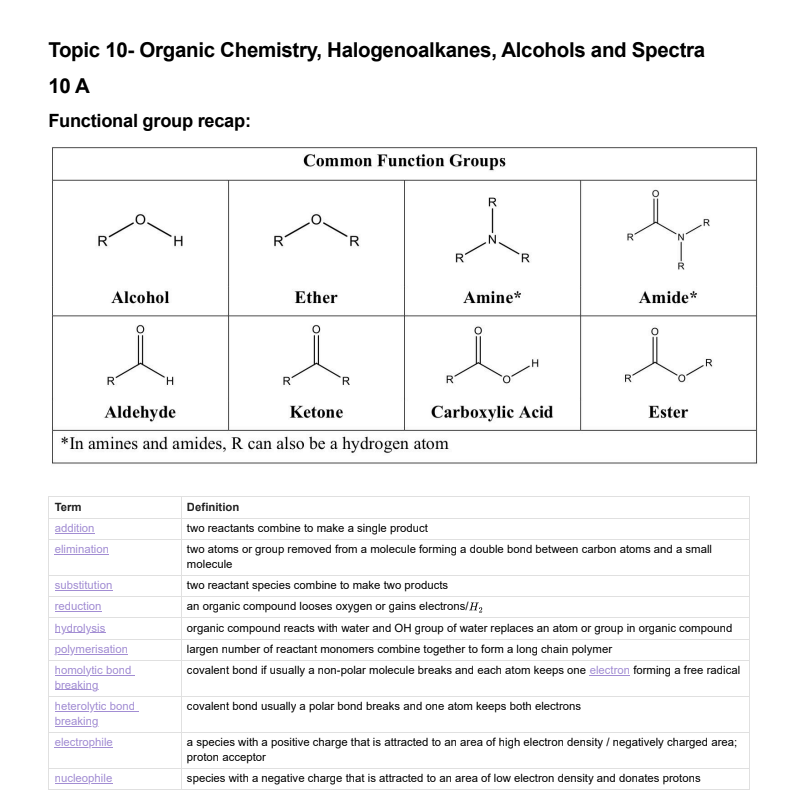 Topic 10- Organic Chemistry, Halogenoalkanes, Alcohols and Spectra
10 A
Functional group recap:
Common Function Groups
R O H
R O R
R N R R
O R N R R
Alcohol
Ether
Amine*
Amide*
O R H
O R R
O R O H
O R O R
Aldehyde
Ketone
Carboxylic Acid
Ester
*In amines and amides, R can also be a hydrogen atom
Term Definition
addition two reactants combine to make a single product
elimination two atoms or group removed from a molecule forming a double bond between carbon atoms and a small
molecule
substitution two reactant species combine to make two products
reduction an organic compound looses oxygen or gains electrons/H₂
hydrolysis organic compound reacts with water and OH group of water replaces an atom or group in organic compound
polymerisation largen number of reactant monomers combine together to form a long chain polymer
homolytic bond covalent bond if usually a non-polar molecule breaks and each atom keeps one electron forming a free radical
breaking
heterolytic bond covalent bond usually a polar bond breaks and one atom keeps both electrons
breaking
electrophile a species with a positive charge that is attracted to an area of high electron density / negatively charged area;
proton acceptor
nucleophile species with a negative charge that is attracted to an area of low electron density and donates protons